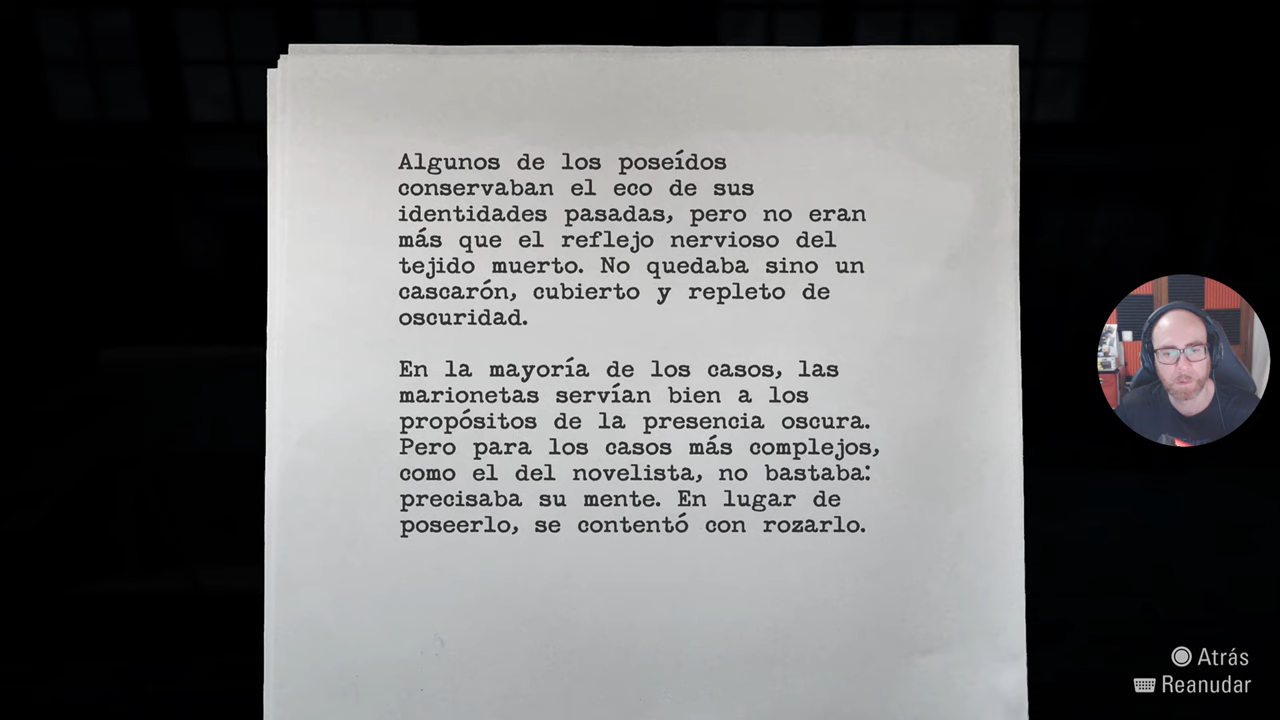 Algunos de los poseídos
conservaban el eco de sus
identidades pasadas, pero no eran
más que el reflejo nervioso del
tejido muerto. No quedaba sino un
cascarón, cubierto y repleto de
oscuridad.
En la mayoría de los casos, las
marionetas servían bien a los
propósitos de la presencia oscura.
Pero para los casos más complejos,
como el del novelista, no bastaba:
precisaba su mente. En lugar de
poseerlo, se contentó con rozarlo.
Atrás
Reanudar